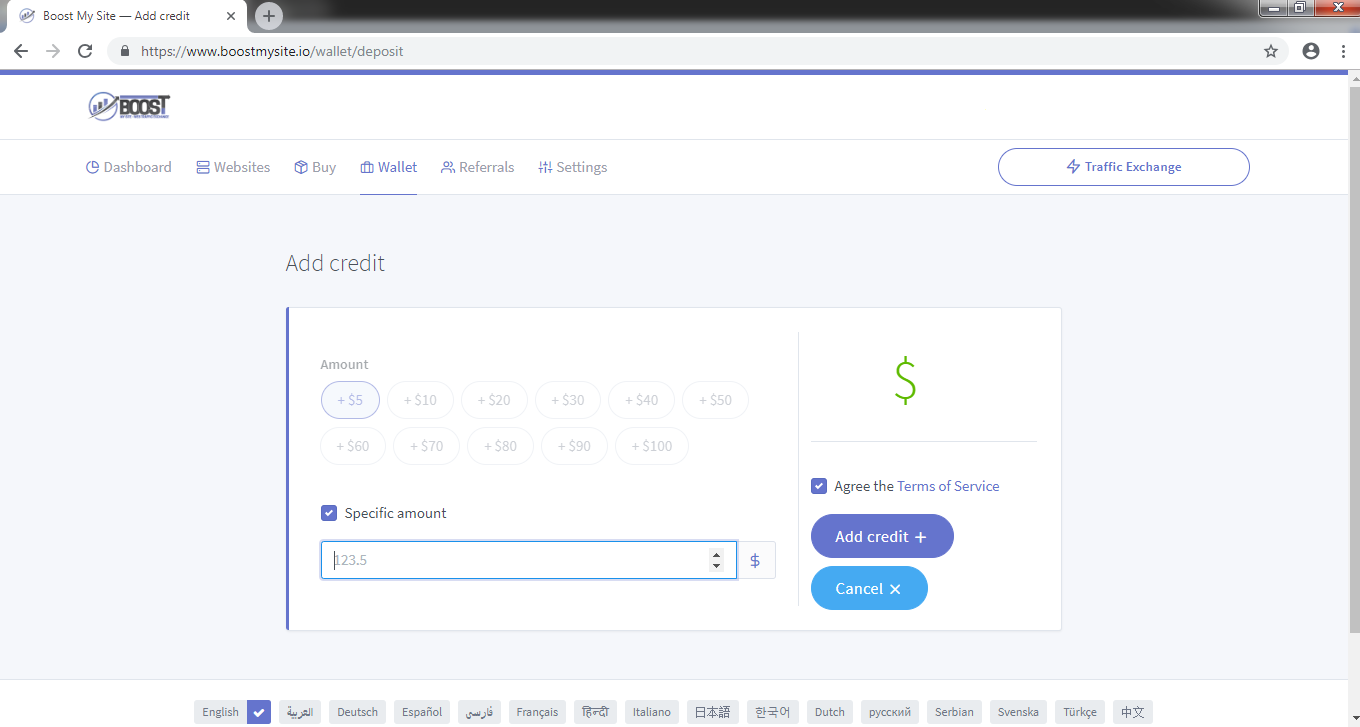 Boost My Site — Add credit
https://www.boostmysite.io/wallet/deposit
BOOST
Dashboard Websites Buy Wallet Referrals Settings Traffic Exchange
Add credit
Amount
+ $5 + $10 + $20 + $30 + $40 + $50
+ $60 + $70 + $80 + $90 + $100
$
Agree the Terms of Service
Specific amount
Add credit +
123.5 $
Cancel ×
English العربية Deutsch Español فارسی Français हिन्दी Italiano 日本語 한국어 Dutch русский Serbian Svenska Türkçe 中文